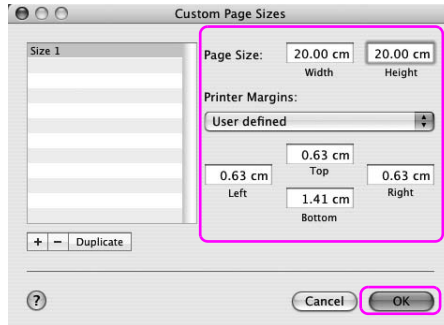 Custom Page Sizes
Size 1
Page Size: 20.00 cm 20.00 cm
Width Height
Printer Margins:
User defined
0.63 cm
Top
0.63 cm 0.63 cm
Left Right
1.41 cm
Bottom
+ - Duplicate
? Cancel OK